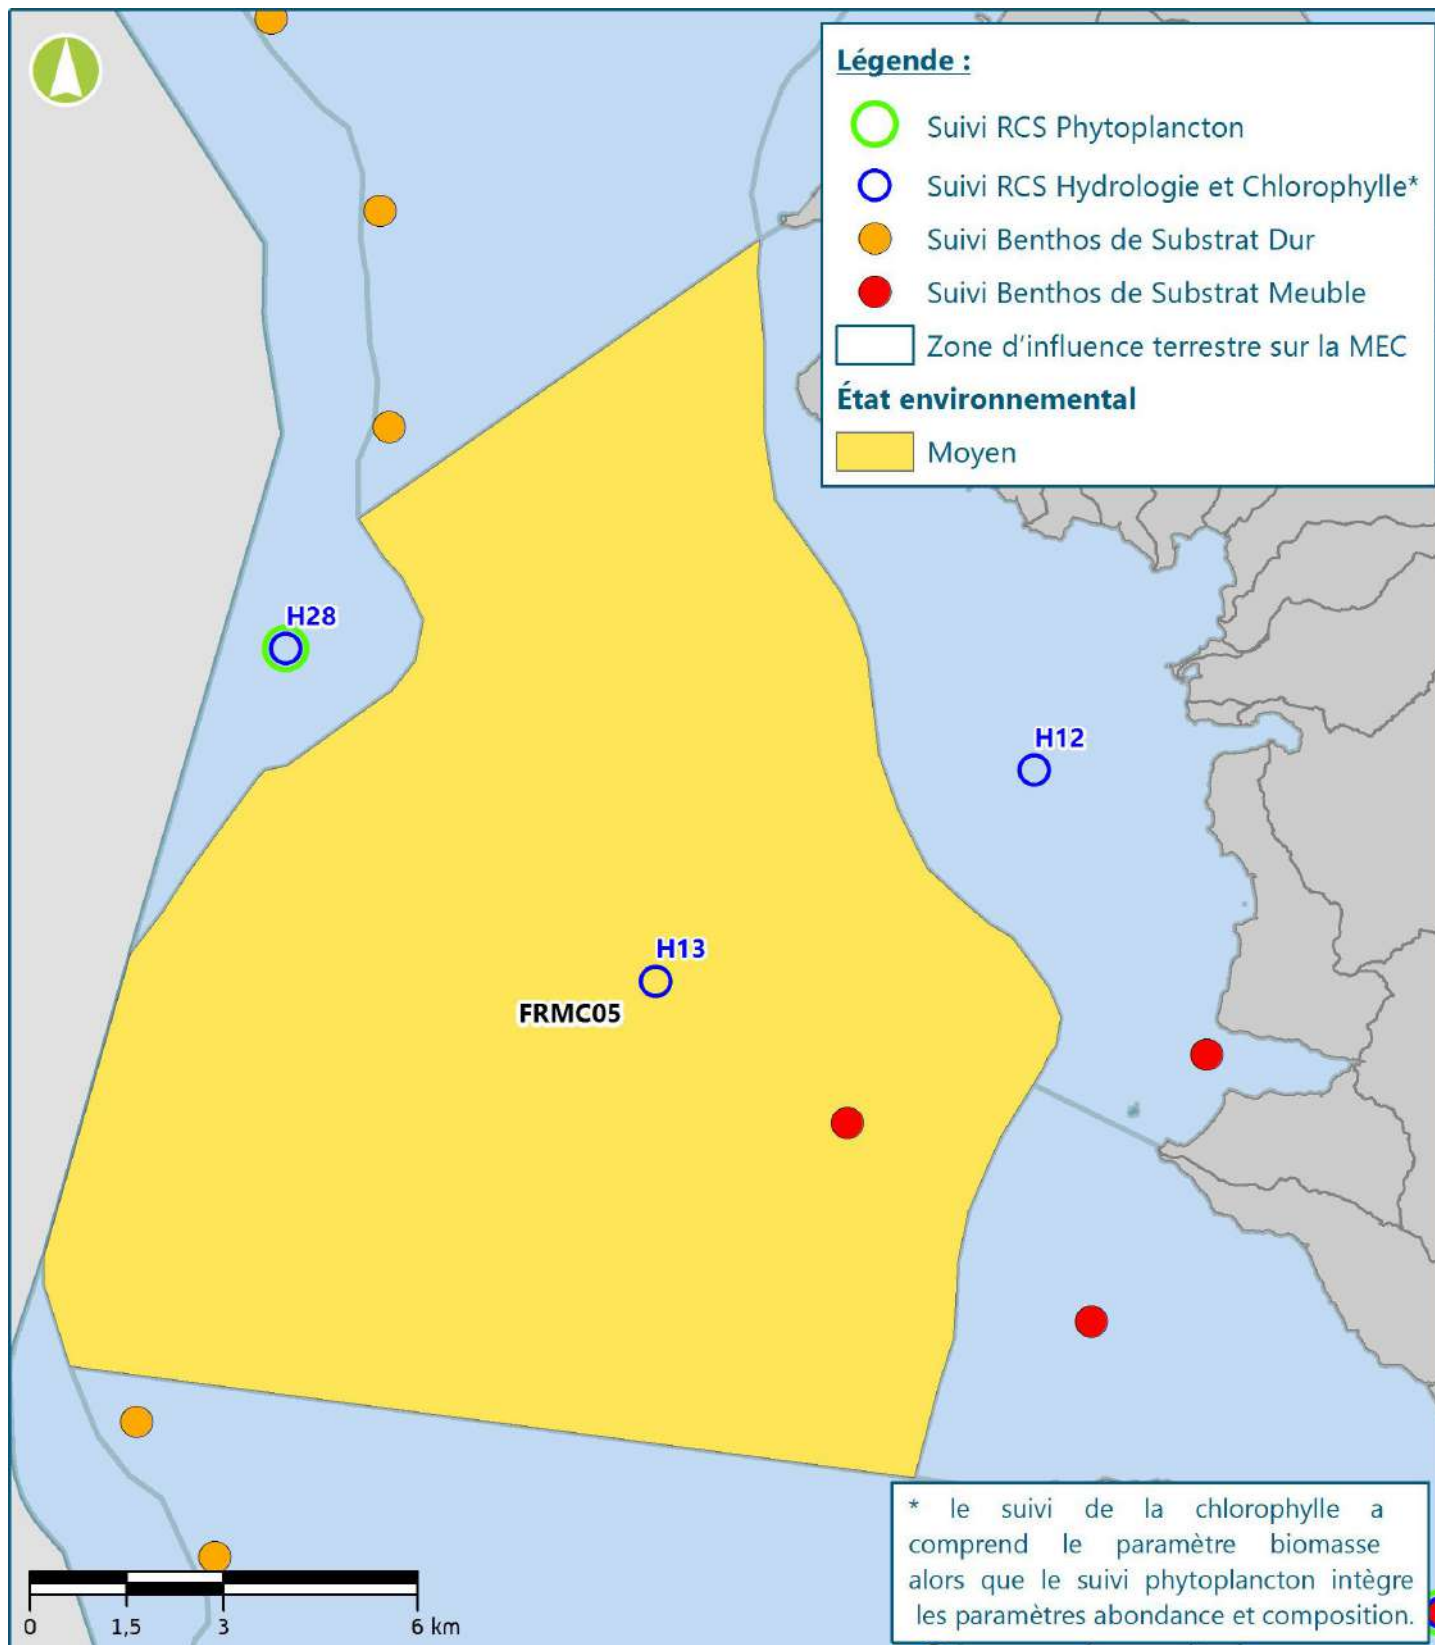 Légende :
Suivi RCS Phytoplancton
Suivi RCS Hydrologie et Chlorophylle*
Suivi Benthos de Substrat Dur
Suivi Benthos de Substrat Meuble
Zone d'influence terrestre sur la MEC
État environnemental
Moyen
H28
H12
H13
FRMC05
* le suivi de la chlorophylle a
comprend le paramètre biomasse
alors que le suivi phytoplancton intègre
les paramètres abondance et composition.
0 1,5 3 6 km